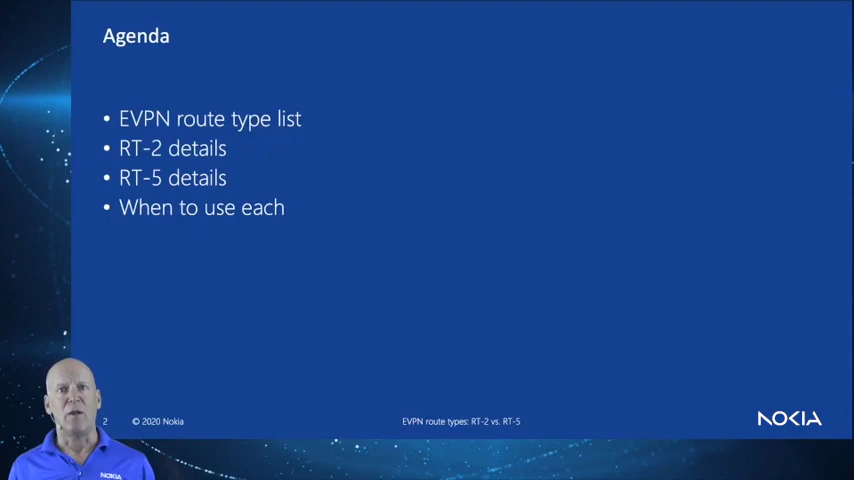 Agenda
• EVPN route type list
• RT-2 details
• RT-5 details
• When to use each
2 © 2020 Nokia EVPN route types: RT-2 vs. RT-5 NOKIA
NOKIA